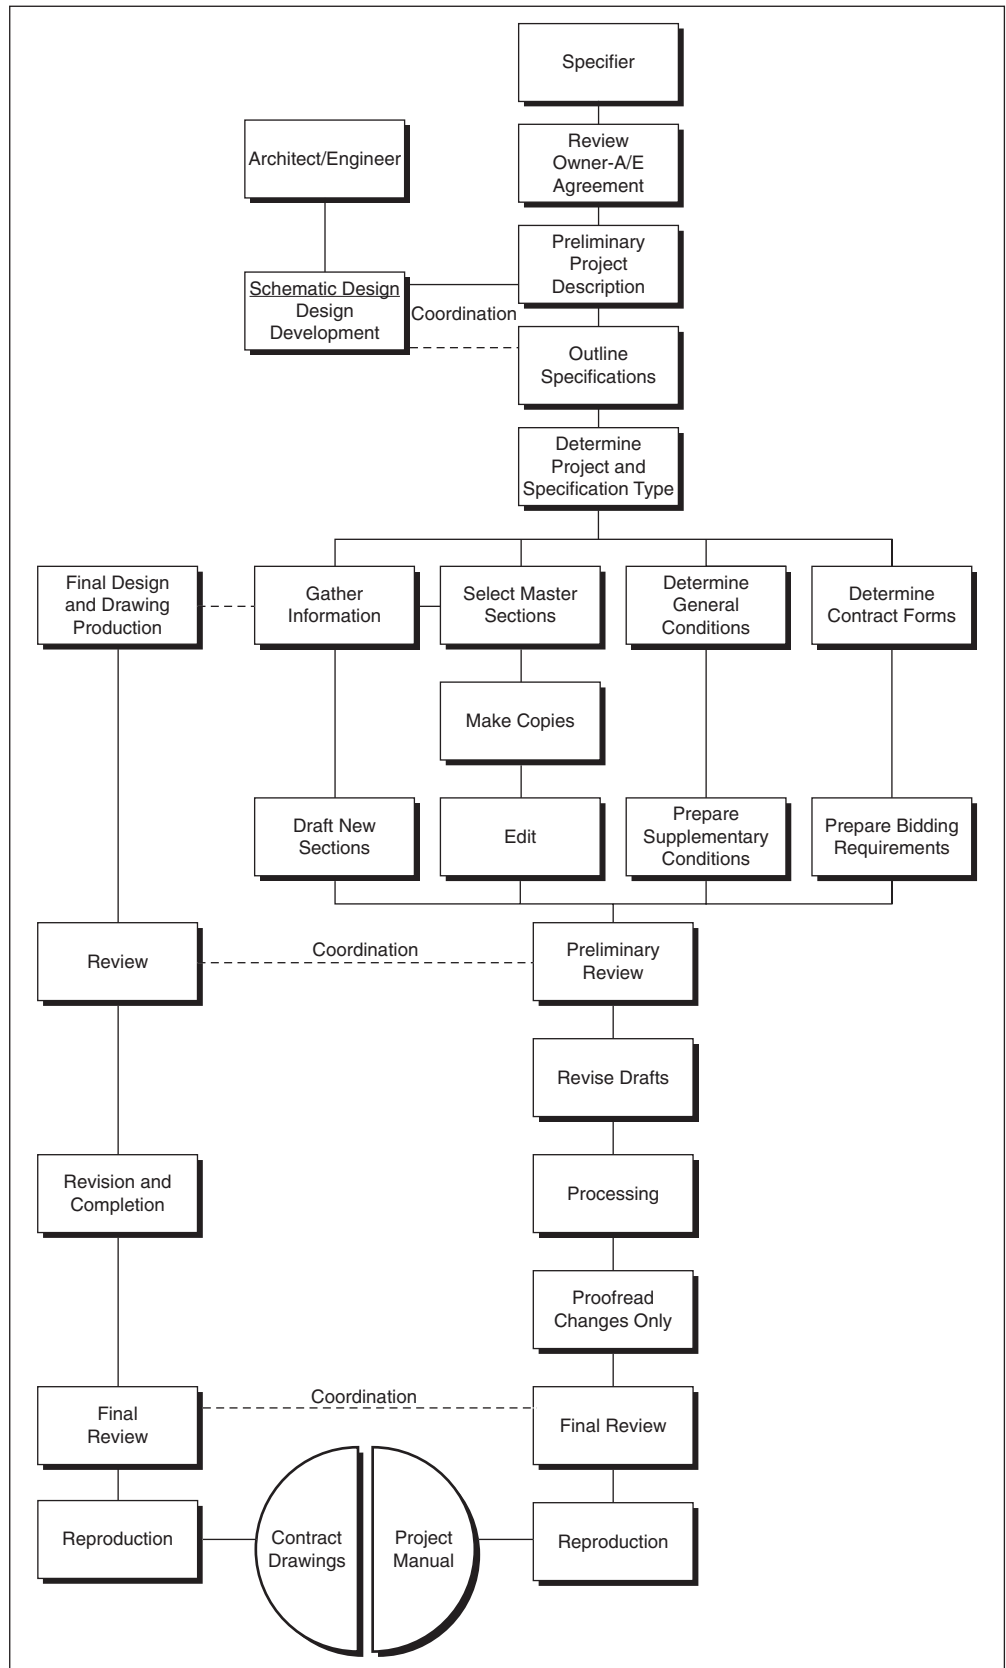 Specifier
Architect/Engineer
Review
Owner-A/E
Agreement
Preliminary
Project
Description
Schematic Design
Design
Development
Coordination
Outline
Specifications
Determine
Project and
Specification Type
Final Design
and Drawing
Production
Gather
Information
Select Master
Sections
Determine
General
Conditions
Determine
Contract Forms
Make Copies
Draft New
Sections
Edit
Prepare
Supplementary
Conditions
Prepare Bidding
Requirements
Review
Coordination
Preliminary
Review
Revise Drafts
Revision and
Completion
Processing
Proofread
Changes Only
Final
Review
Coordination
Final Review
Reproduction
Contract
Drawings
Project
Manual
Reproduction